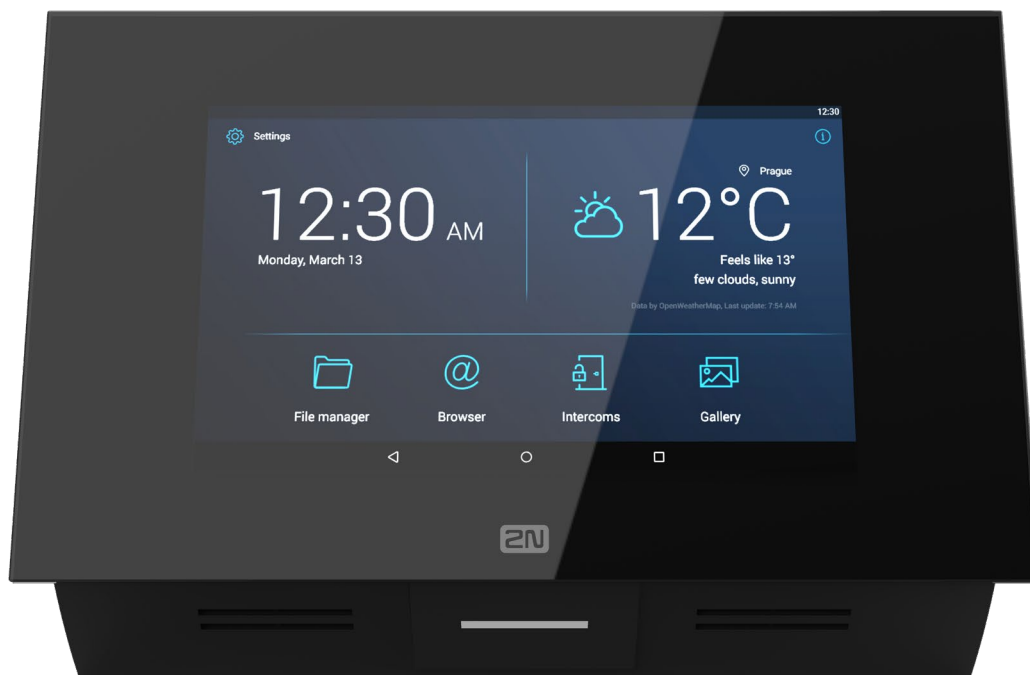 12:30
Settings
Prague
12:30 AM
12°C
Monday, March 13
Feels like 13°
few clouds, sunny
Data by OpenWeatherMap, Last update: 7:54 AM
File manager
Browser
Intercoms
Gallery
2N